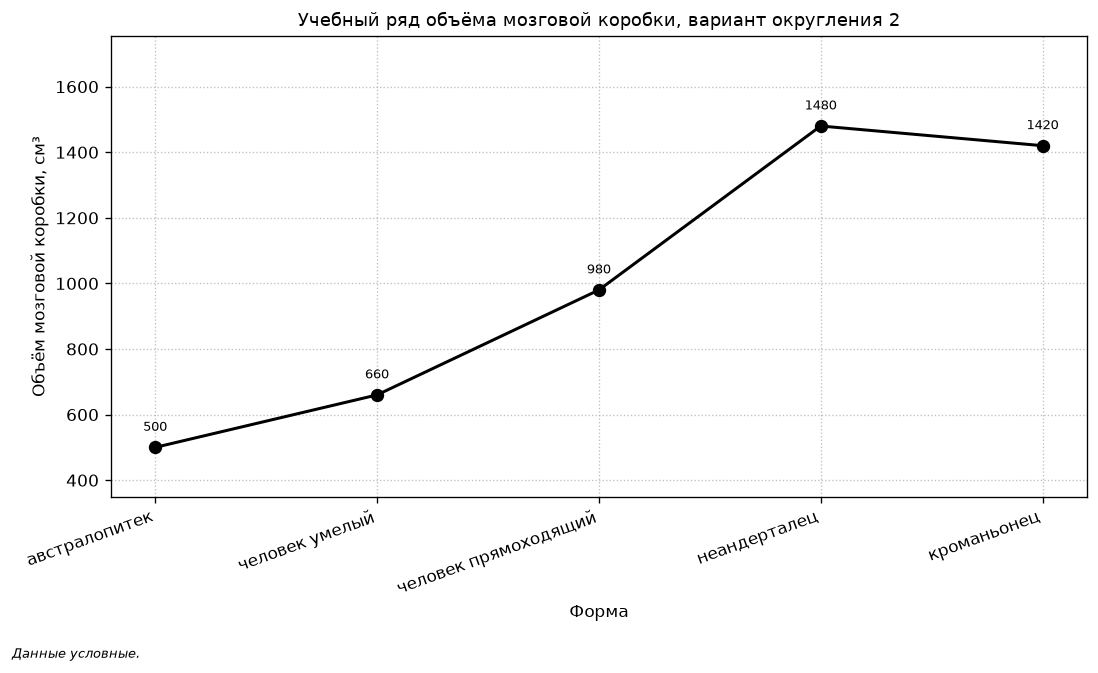 Учебный ряд объёма мозговой коробки, вариант округления 2
Объём мозговой коробки, см³
1600
1400
1200
1000
800
600
400
500
660
980
1480
1420
австралопитек
человек умелый
человек прямоходящий
неандерталец
кроманьонец
Форма
Данные условные.